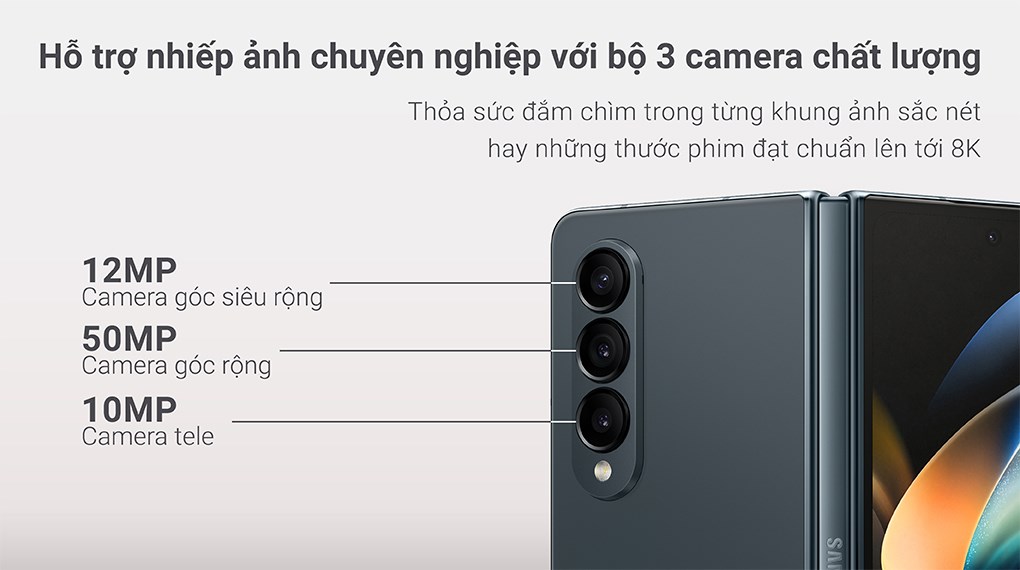 Hỗ trợ nhiếp ảnh chuyên nghiệp với bộ 3 camera chất lượng
Thỏa sức đắm chìm trong từng khung ảnh sắc nét
hay những thước phim đạt chuẩn lên tới 8K
12MP
Camera góc siêu rộng
50MP
Camera góc rộng
10MP
Camera tele